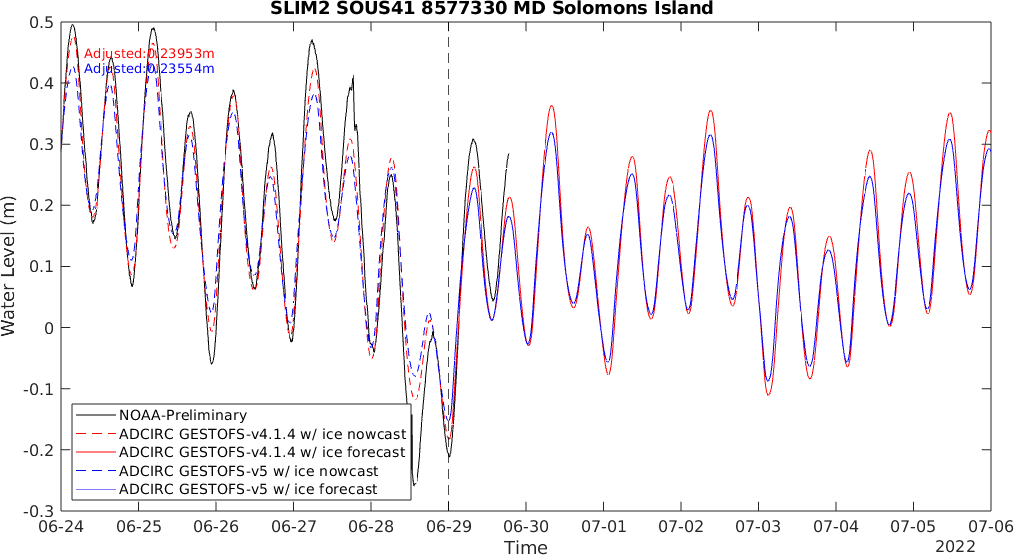 SLIM2 SOUS41 8577330 MD Solomons Island
Adjusted:0.23953m
Adjusted:0.23554m
Water Level (m)
0.5
0.4
0.3
0.2
0.1
0
-0.1
-0.2
-0.3
NOAA-Preliminary
ADCIRC GESTOFS-v4.1.4 w/ ice nowcast
ADCIRC GESTOFS-v4.1.4 w/ ice forecast
ADCIRC GESTOFS-v5 w/ ice nowcast
ADCIRC GESTOFS-v5 w/ ice forecast
06-24 06-25 06-26 06-27 06-28 06-29 06-30 07-01 07-02 07-03 07-04 07-05 07-06
Time
2022